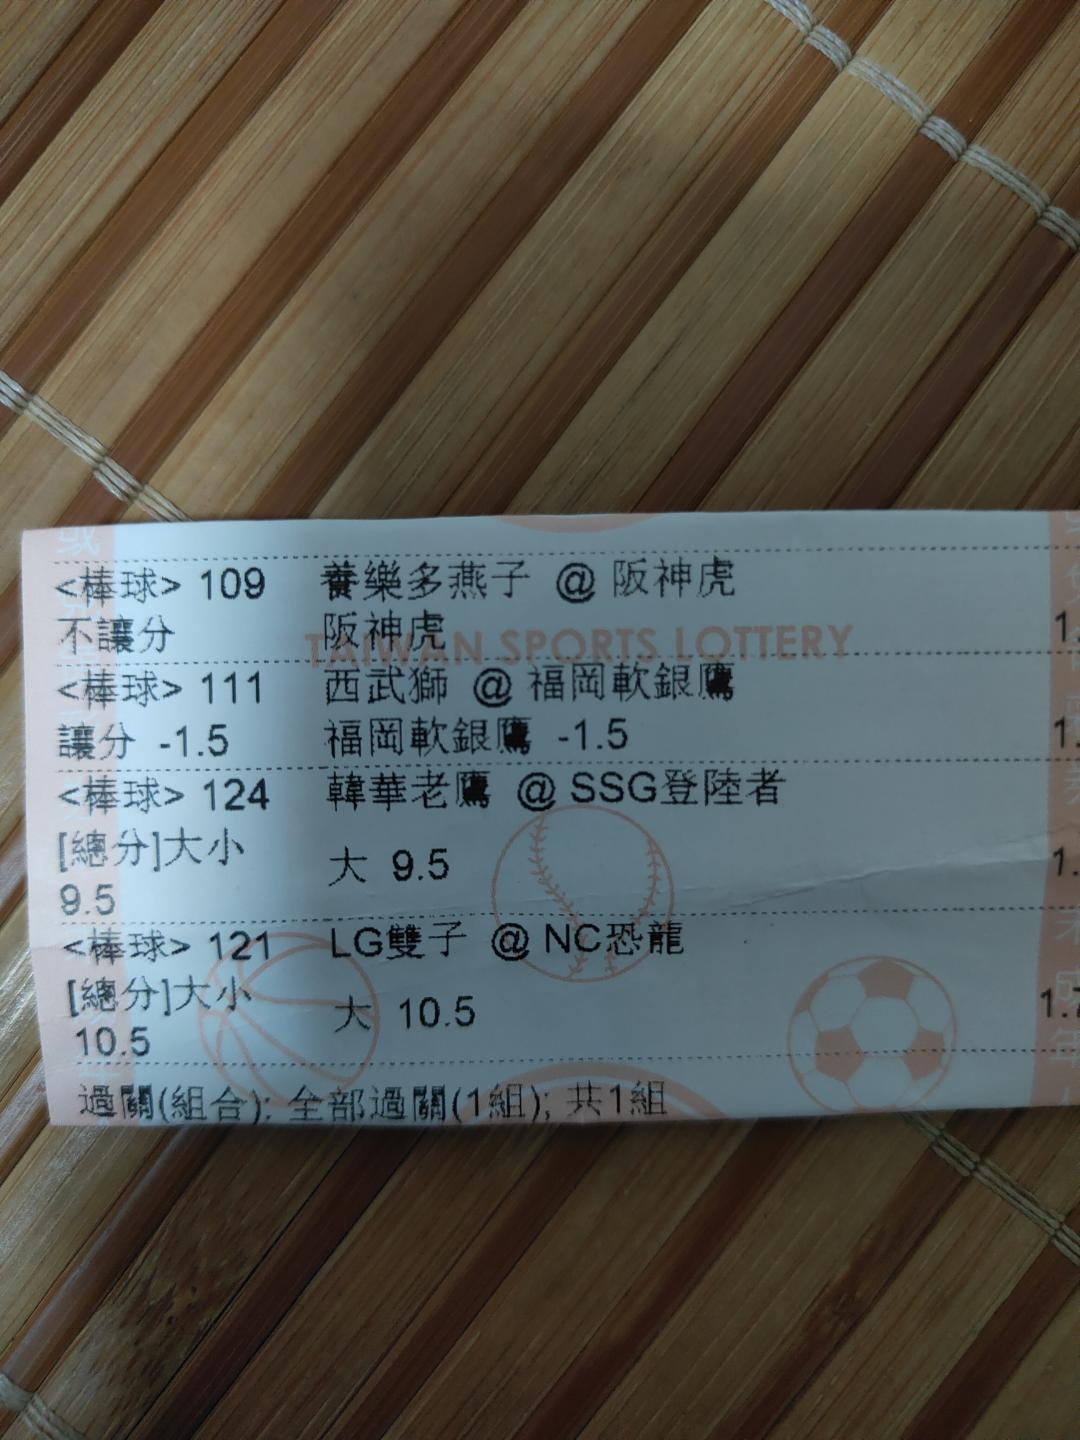 <棒球> 109 養樂多燕子 @ 阪神虎
不讓分 阪神虎 1.
TAIWAN SPORTS LOTTERY
<棒球> 111 西武獅 @ 福岡軟銀鷹
讓分 -1.5 福岡軟銀鷹 -1.5 1.
<棒球> 124 韓華老鷹 @ SSG登陸者
[總分]大小 大 9.5 1.
9.5
<棒球> 121 LG雙子 @ NC恐龍
[總分]大小 大 10.5 1.
10.5
過關(組合): 全部過關(1組); 共1組